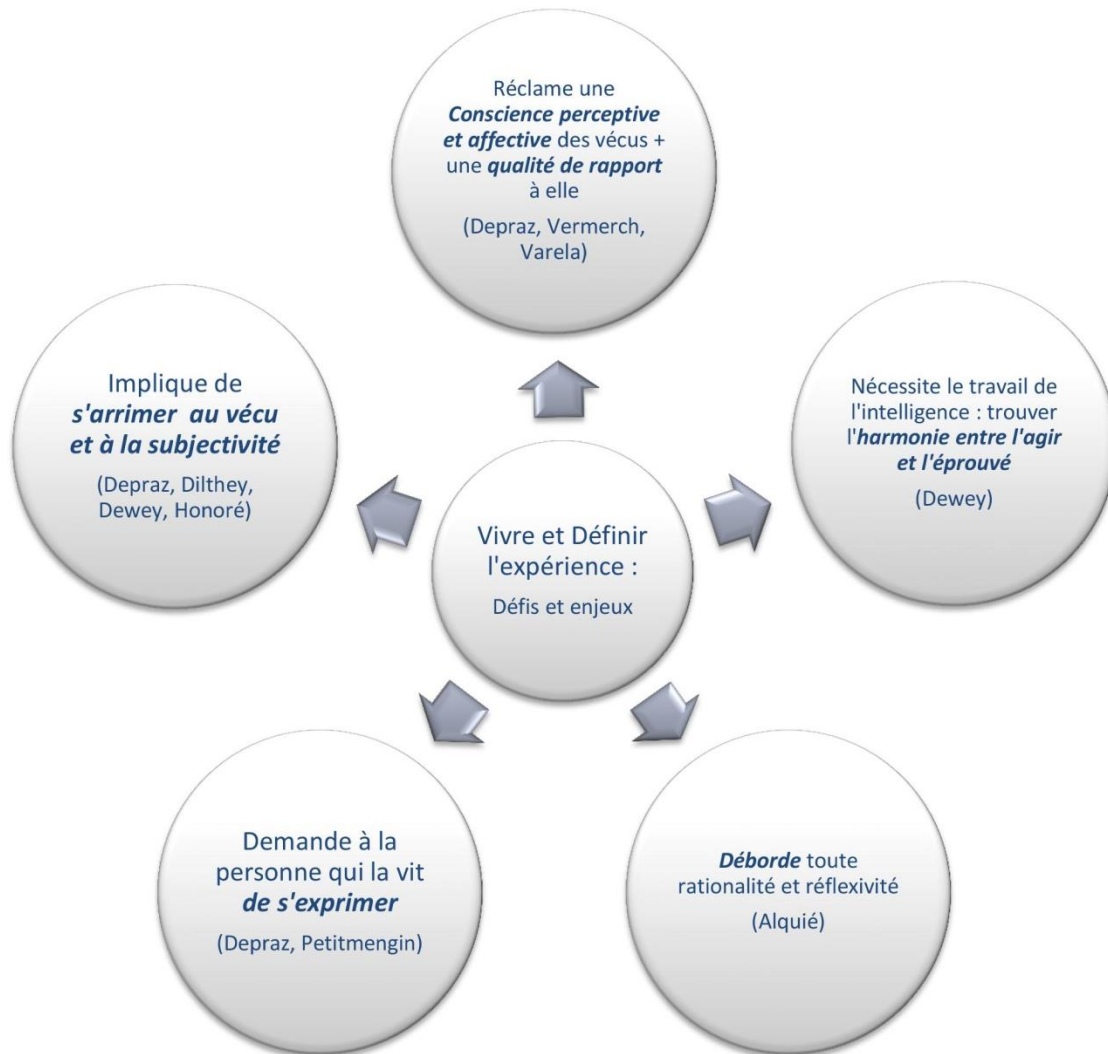 Réclame une
Conscience perceptive
et affective des vécus +
une qualité de rapport
à elle
(Depraz, Vermerch,
Varela)
Nécessite le travail de
l'intelligence : trouver
l'harmonie entre l'agir
et l'éprouvé
(Dewey)
Déborde toute
rationalité et réflexivité
(Alquié)
Demande à la
personne qui la vit
de s'exprimer
(Depraz, Petitmengin)
Implique de
s'arrimer au vécu
et à la subjectivité
(Depraz, Dilthey,
Dewey, Honoré)
Vivre et Définir
l'expérience :
Défis et enjeux